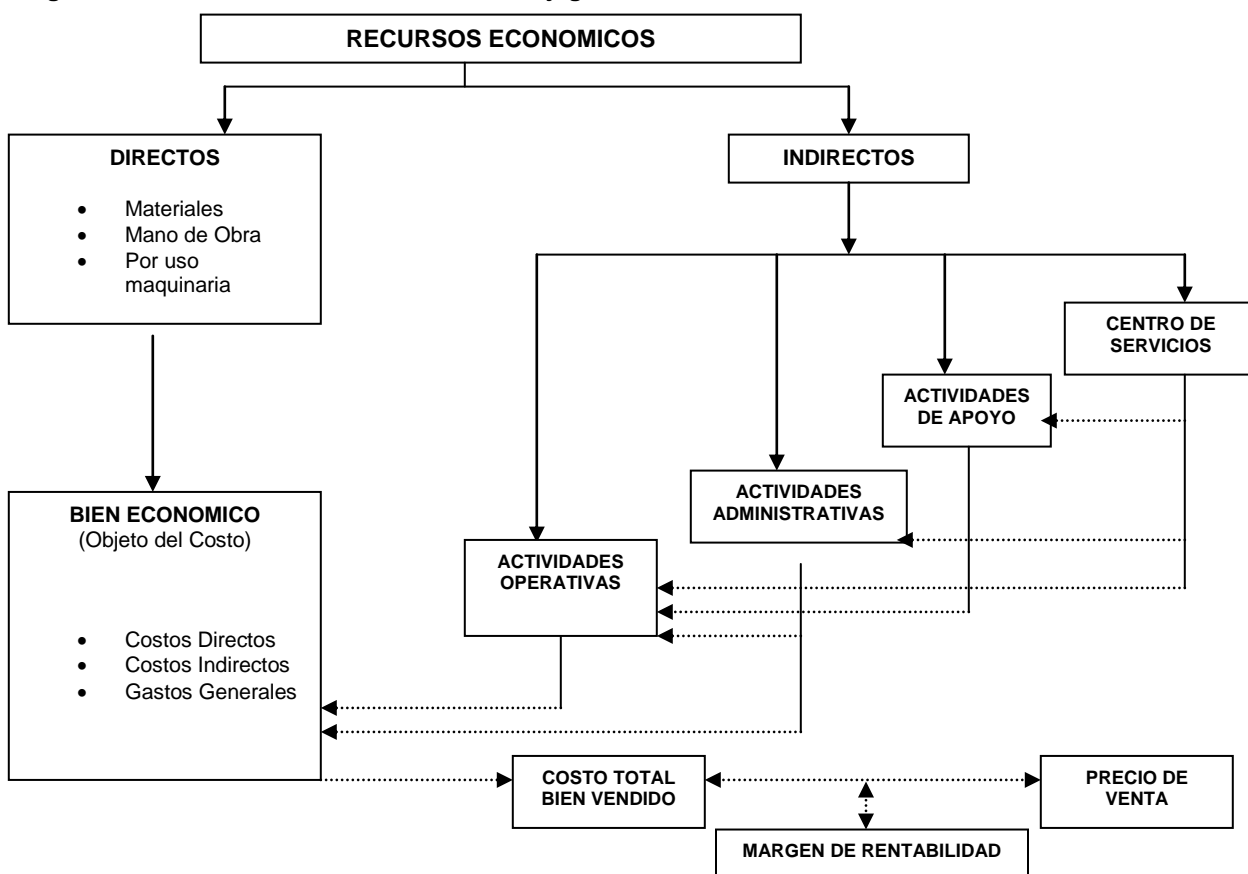 RECURSOS ECONOMICOS
DIRECTOS
• Materiales
• Mano de Obra
• Por uso
maquinaria
INDIRECTOS
CENTRO DE
SERVICIOS
ACTIVIDADES
DE APOYO
ACTIVIDADES
ADMINISTRATIVAS
ACTIVIDADES
OPERATIVAS
BIEN ECONOMICO
(Objeto del Costo)
• Costos Directos
• Costos Indirectos
• Gastos Generales
COSTO TOTAL
BIEN VENDIDO
PRECIO DE
VENTA
MARGEN DE RENTABILIDAD